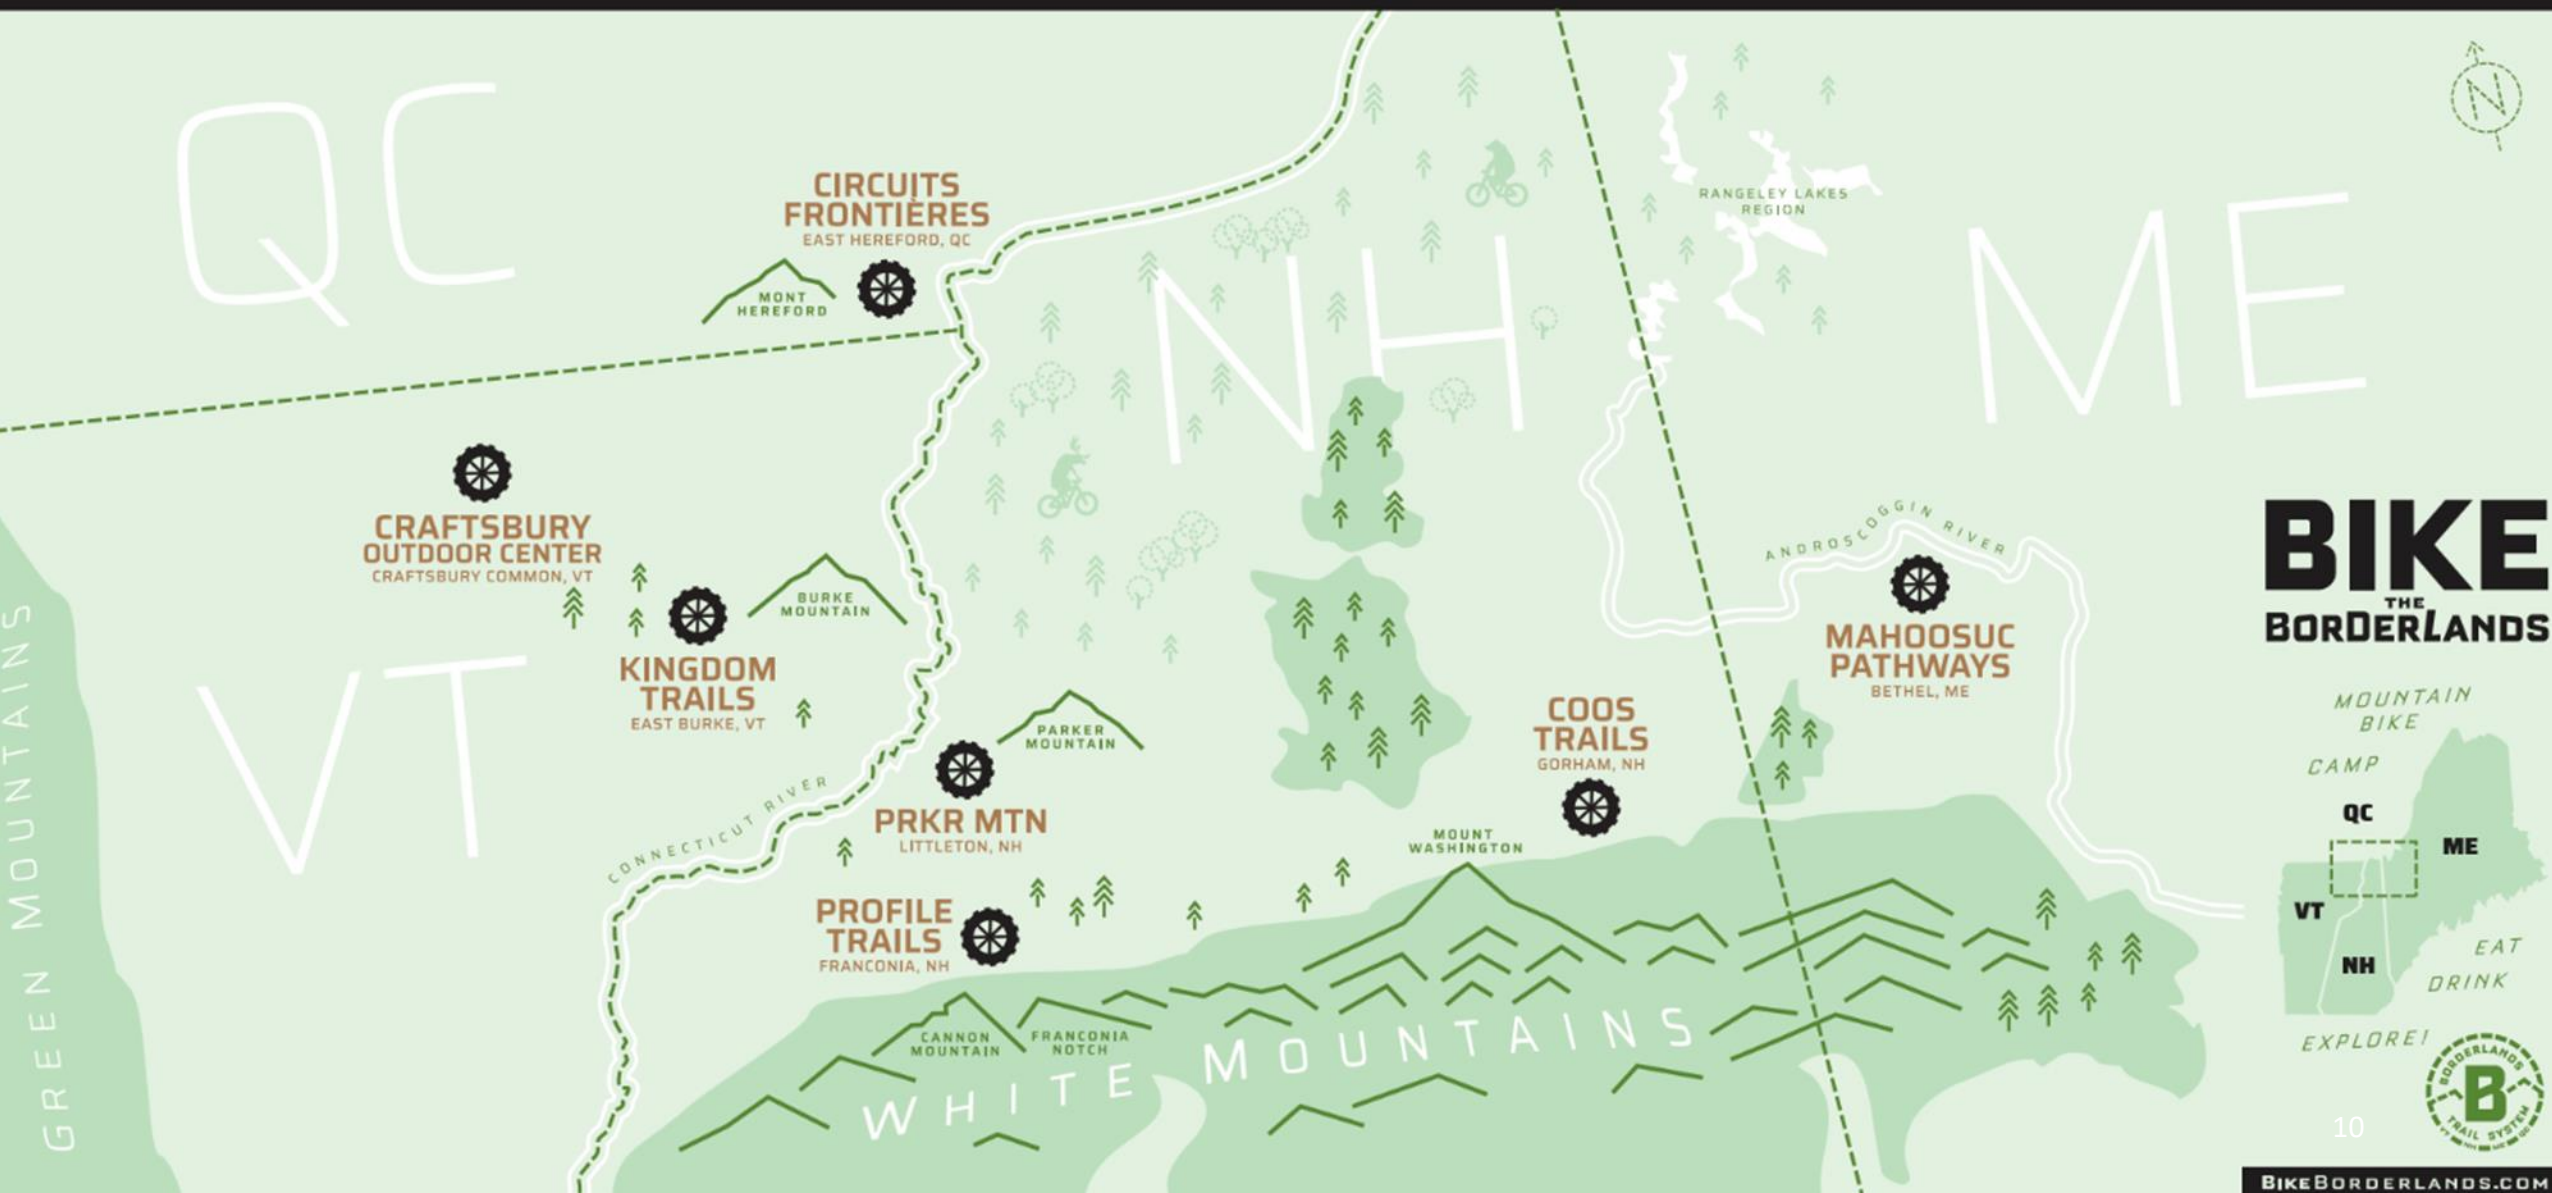 QC
CIRCUITS
FRONTIÈRES
EAST HEREFORD, QC
MONT
HEREFORD
NH
RANGELEY LAKES
REGION
ME
N
CRAFTSBURY
OUTDOOR CENTER
CRAFTSBURY COMMON, VT
BURKE
MOUNTAIN
KINGDOM
TRAILS
EAST BURKE, VT
VT
GREEN MOUNTAINS
CONNECTICUT RIVER
PARKER
MOUNTAIN
PRKR MTN
LITTLETON, NH
PROFILE
TRAILS
FRANCONIA, NH
ANDROSCOGGIN RIVER
MAHOOSUC
PATHWAYS
BETHEL, ME
COOS
TRAILS
GORHAM, NH
MOUNT
WASHINGTON
CANNON
MOUNTAIN
FRANCONIA
NOTCH
WHITE MOUNTAINS
BIKE
THE
BORDERLANDS
MOUNTAIN
BIKE
CAMP
QC
ME
VT
NH
EAT
DRINK
EXPLORE!
BORDERLANDS
B
TRAIL SYSTEM
VT NH ME QC
10
BIKEBORDERLANDS.COM